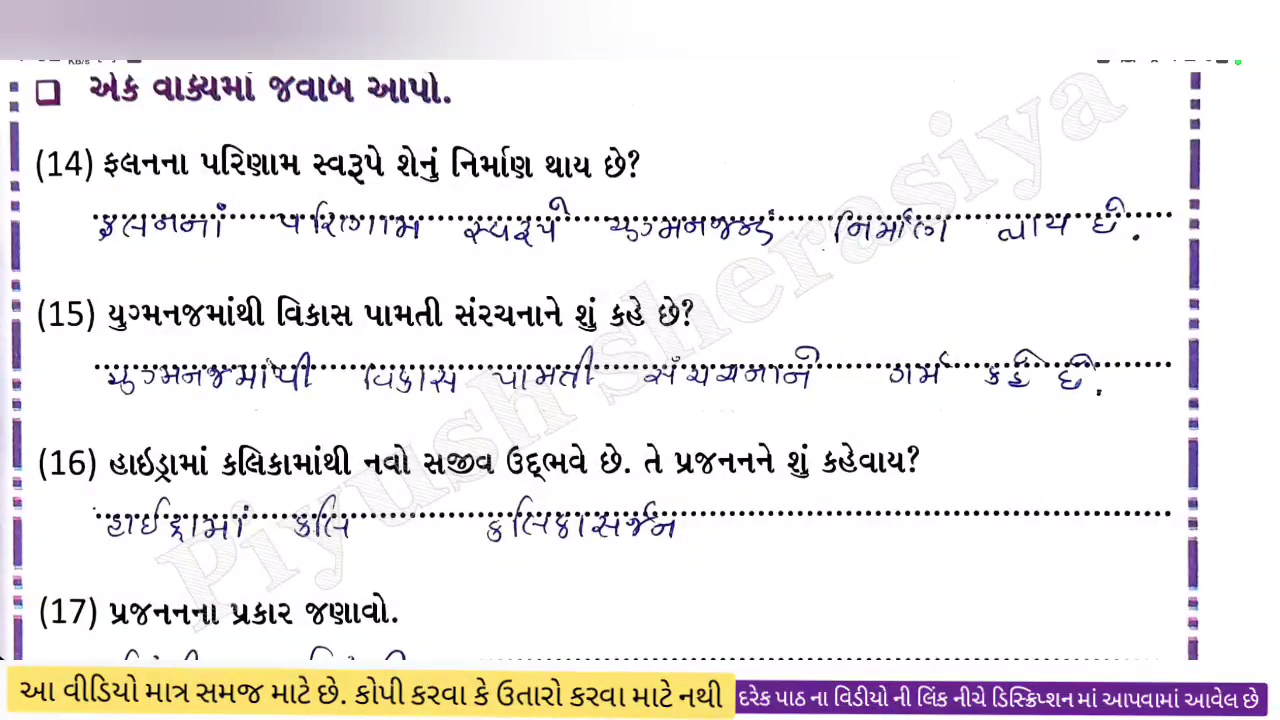 એક વાક્યમાં જવાબ આપો.
(14) ફલનના પરિણામ સ્વરૂપે શેનું નિર્માણ થાય છે?
ફલનનાં પરિણામ સ્વરૂપે યુગ્મનજનું નિર્માણ થાય છે.
(15) યુગ્મનજમાંથી વિકાસ પામતી સંરચનાને શું કહે છે?
યુગ્મનજમાંથી વિકાસ પામતી સંરચનાને ગર્ભ કહે છે.
(16) હાઇડ્રામાં કલિકામાંથી નવો સજીવ ઉદ્ભવે છે. તે પ્રજનનને શું કહેવાય?
હાઇડ્રામાં કલિ કલિકાસર્જન
(17) પ્રજનનના પ્રકાર જણાવો.
Piyush sherasiya
આ વીડિયો માત્ર સમજ માટે છે. કોપી કરવા કે ઉતારો કરવા માટે નથી
દરેક પાઠ ના વિડીયો ની લિંક નીચે ડિસ્ક્રિપ્શન માં આપવામાં આવેલ છે